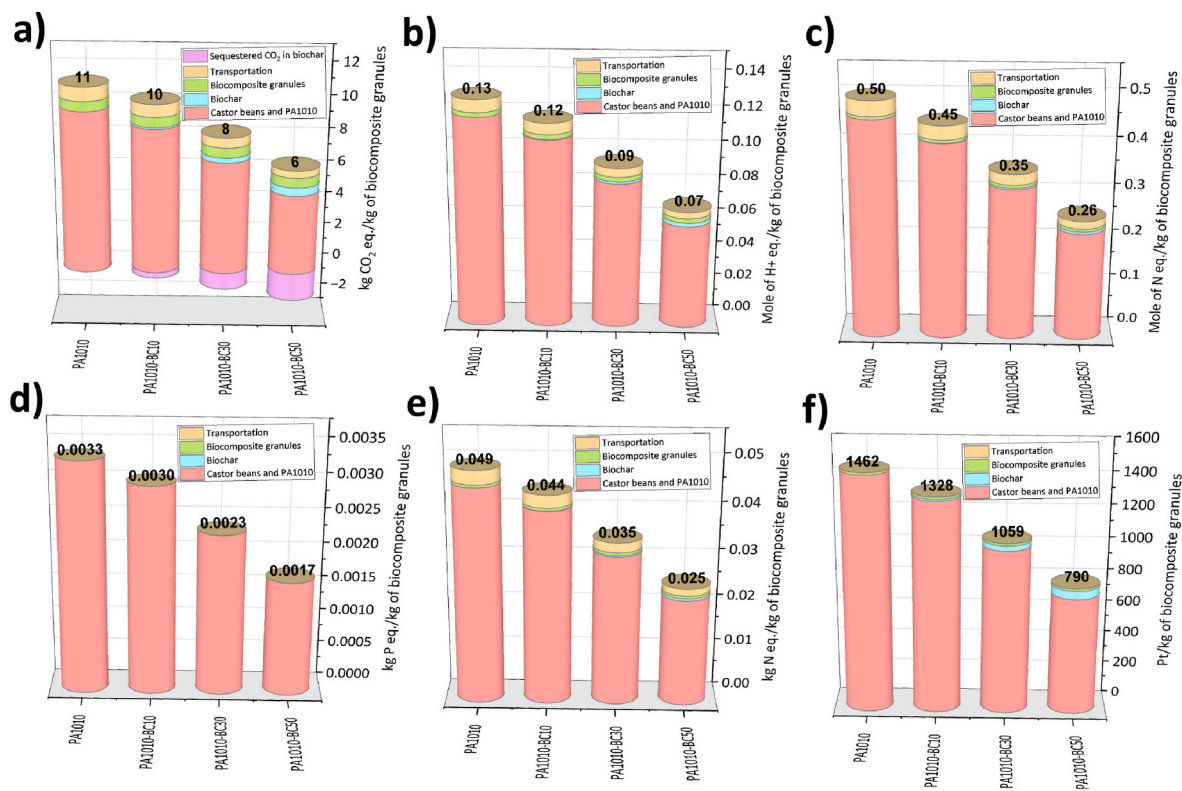 a)
Sequestered CO2 in biochar
Transportation
Biocomposite granules
Biochar
Castor beans and PA1010
11
10
8
6
12
10
8
6
4
2
0
−2
kg CO2 eq./kg of biocomposite granules
PA1010
PA1010-BC10
PA1010-BC30
PA1010-BC50
b)
Transportation
Biocomposite granules
Biochar
Castor beans and PA1010
0.13
0.12
0.09
0.07
0.14
0.12
0.10
0.08
0.06
0.04
0.02
0.00
Mole of H+ eq./kg of biocomposite granules
PA1010
PA1010-BC10
PA1010-BC30
PA1010-BC50
c)
Transportation
Biocomposite granules
Biochar
Castor beans and PA1010
0.50
0.45
0.35
0.26
0.5
0.4
0.3
0.2
0.1
0.0
Mole of N eq./kg of biocomposite granules
PA1010
PA1010-BC10
PA1010-BC30
PA1010-BC50
d)
Transportation
Biocomposite granules
Biochar
Castor beans and PA1010
0.0033
0.0030
0.0023
0.0017
0.0035
0.0030
0.0025
0.0020
0.0015
0.0010
0.0005
0.0000
kg P eq./kg of biocomposite granules
PA1010
PA1010-BC10
PA1010-BC30
PA1010-BC50
e)
Transportation
Biocomposite granules
Biochar
Castor beans and PA1010
0.049
0.044
0.035
0.025
0.05
0.04
0.03
0.02
0.01
0.00
kg N eq./kg of biocomposite granules
PA1010
PA1010-BC10
PA1010-BC30
PA1010-BC50
f)
Transportation
Biocomposite granules
Biochar
Castor beans and PA1010
1462
1328
1059
790
1600
1400
1200
1000
800
600
400
200
0
Pt/kg of biocomposite granules
PA1010
PA1010-BC10
PA1010-BC30
PA1010-BC50